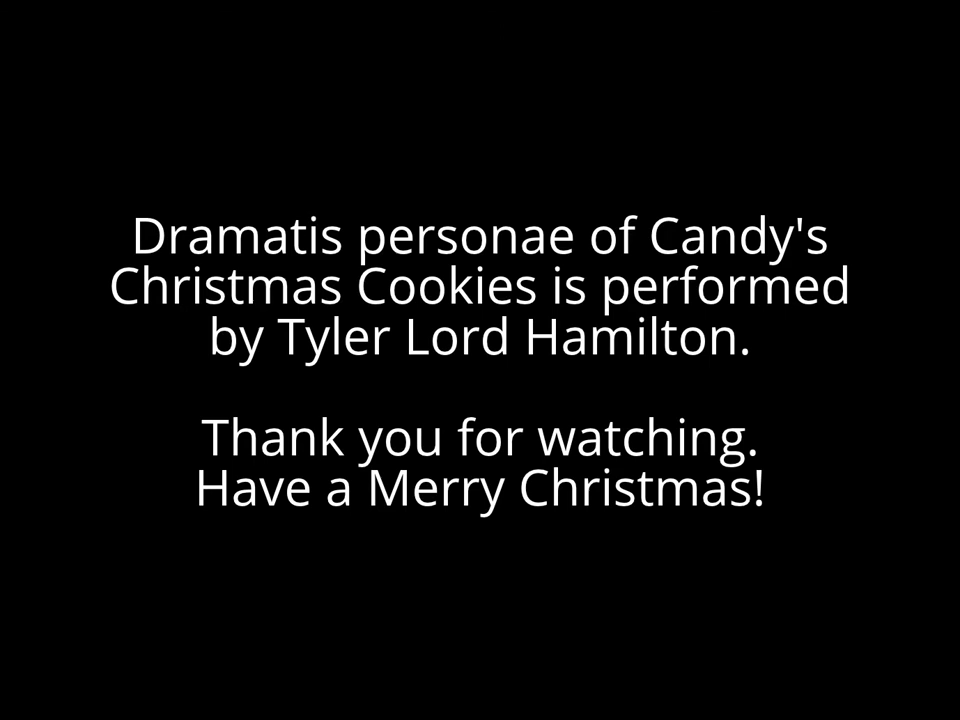 Dramatis personae of Candy's
Christmas Cookies is performed
by Tyler Lord Hamilton.
Thank you for watching.
Have a Merry Christmas!